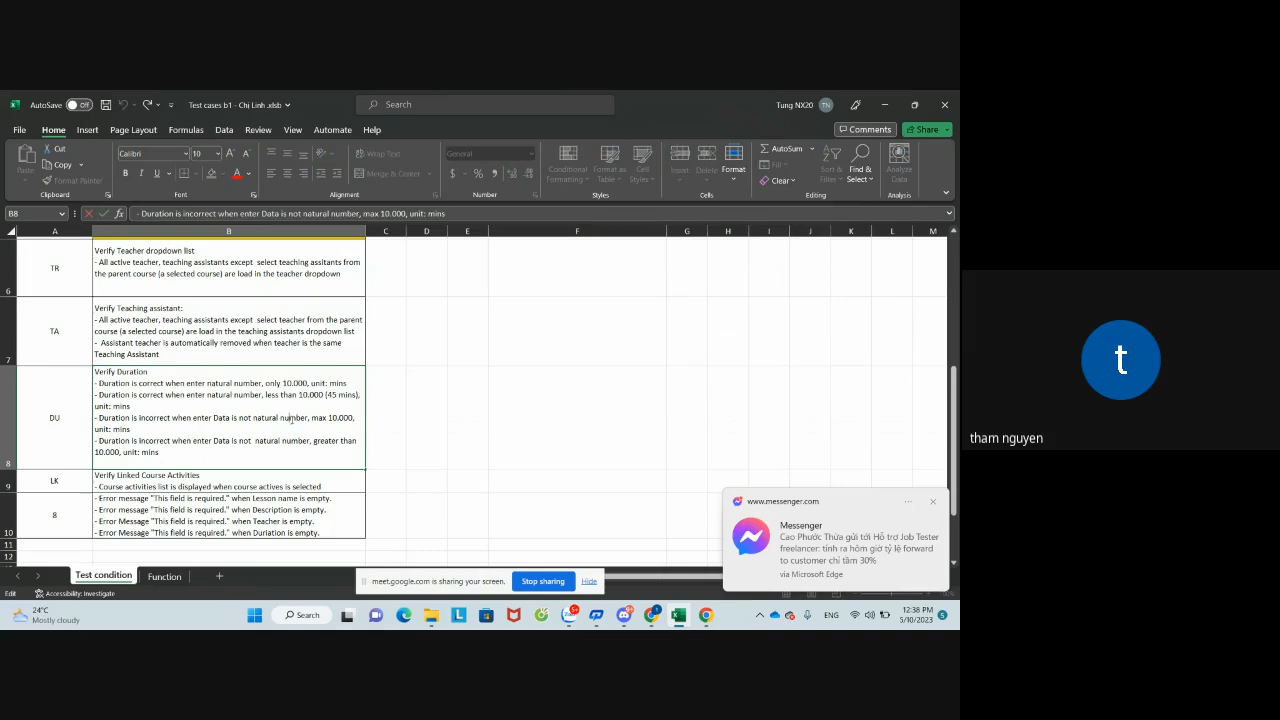 AutoSave Off Test cases b1 - Chị Linh .xlsb Search Tung NX20 TN
File Home Insert Page Layout Formulas Data Review View Automate Help Comments Share
Paste Cut Copy Format Painter Clipboard
Calibri 10 B I U Font
Wrap Text Merge & Center Alignment
General $ % Number
Conditional Formatting Format as Table Cell Styles Styles
Insert Delete Format Cells
AutoSum Fill Clear Sort & Filter Find & Select Editing
Analyze Data Analysis
B8 fx - Duration is incorrect when enter Data is not natural number, max 10.000, unit: mins
A B C D E F G H I J K L M
Verify Teacher dropdown list
- All active teacher, teaching assistants except select teaching assitants from
6 TR the parent course (a selected course) are load in the teacher dropdown
Verify Teaching assistant:
- All active teacher, teaching assistants except select teacher from the parent
7 TA course (a selected course) are load in the teaching assistants dropdown list
- Assistant teacher is automatically removed when teacher is the same
Teaching Assistant
Verify Duration
- Duration is correct when enter natural number, only 10.000, unit: mins
- Duration is correct when enter natural number, less than 10.000 (45 mins),
unit: mins
8 DU - Duration is incorrect when enter Data is not natural number, max 10.000,
unit: mins
- Duration is incorrect when enter Data is not natural number, greater than
10.000, unit: mins
Verify Linked Course Activities
9 LK - Course activities list is displayed when course actives is selected
- Error message "This field is required." when Lesson name is empty.
- Error message "This field is required." when Description is empty.
10 8 - Error Message "This field is required." when Teacher is empty.
- Error Message "This field is required." when Duriation is empty.
11
12
www.messenger.com
Messenger
Cao Phước Thừa gửi tới Hỗ trợ Job Tester
freelancer: tính ra hôm giờ tỷ lệ forward
to customer chỉ tầm 30%
via Microsoft Edge
Test condition Function
meet.google.com is sharing your screen. Stop sharing Hide
Edit Accessibility: Investigate
24°C
Mostly cloudy
Search
ENG 12:38 PM
5/10/2023 5
t
tham nguyen